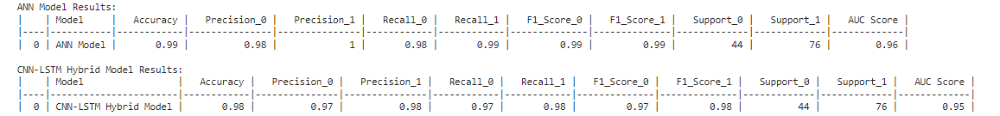 ANN Model Results:
|    | Model     |   Accuracy |   Precision_0 |   Precision_1 |   Recall_0 |   Recall_1 |   F1_Score_0 |   F1_Score_1 |   Support_0 |   Support_1 |   AUC Score |
|----|-----------|------------|---------------|---------------|------------|------------|--------------|--------------|-------------|-------------|-------------|
|  0 | ANN Model |       0.99 |          0.98 |             1 |       0.98 |       0.99 |         0.99 |         0.99 |          44 |          76 |        0.96 |
CNN-LSTM Hybrid Model Results:
|    | Model                 |   Accuracy |   Precision_0 |   Precision_1 |   Recall_0 |   Recall_1 |   F1_Score_0 |   F1_Score_1 |   Support_0 |   Support_1 |   AUC Score |
|----|-----------------------|------------|---------------|---------------|------------|------------|--------------|--------------|-------------|-------------|-------------|
|  0 | CNN-LSTM Hybrid Model |       0.98 |          0.97 |          0.98 |       0.97 |       0.98 |         0.97 |         0.98 |          44 |          76 |        0.95 |